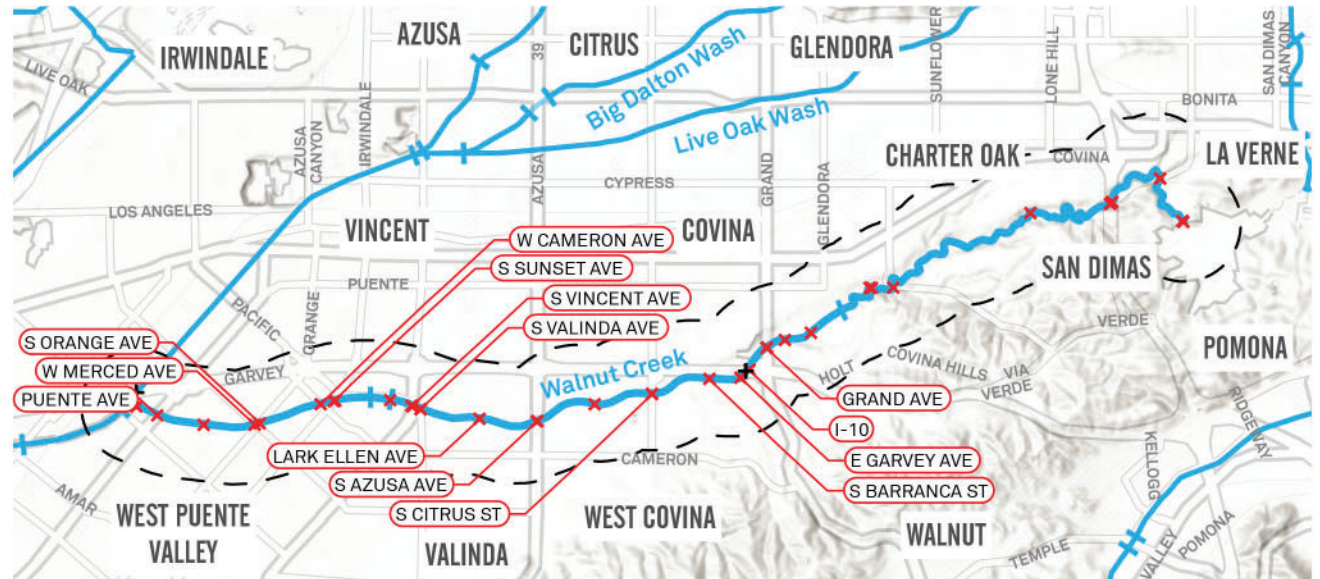 AZUSA
CITRUS
GLENDORA
IRWINDALE
LIVE OAK
39
Big Dalton Wash
Live Oak Wash
SUNFLOWER
LONE HILL
SAN DIMAS
CANYON
BONITA
AZUSA
CANYON
IRWINDALE
AZUSA
GRAND
GLENDORA
CHARTER OAK
COVINA
LA VERNE
CYPRESS
LOS ANGELES
VINCENT
COVINA
W CAMERON AVE
S SUNSET AVE
PUENTE
S VINCENT AVE
S VALINDA AVE
SAN DIMAS
PACIFIC
ORANGE
VERDE
S ORANGE AVE
W MERCED AVE
PUENTE AVE
GARVEY
Walnut Creek
HOLT
COVINA HILLS
VIA
VERDE
POMONA
GRAND AVE
I-10
RIDGEWAY
LARK ELLEN AVE
CAMERON
E GARVEY AVE
S AZUSA AVE
S BARRANCA ST
S CITRUS ST
KELLOGG
AMAR
WEST PUENTE
VALLEY
VALINDA
WEST COVINA
WALNUT
TEMPLE
VALLEY
POMONA